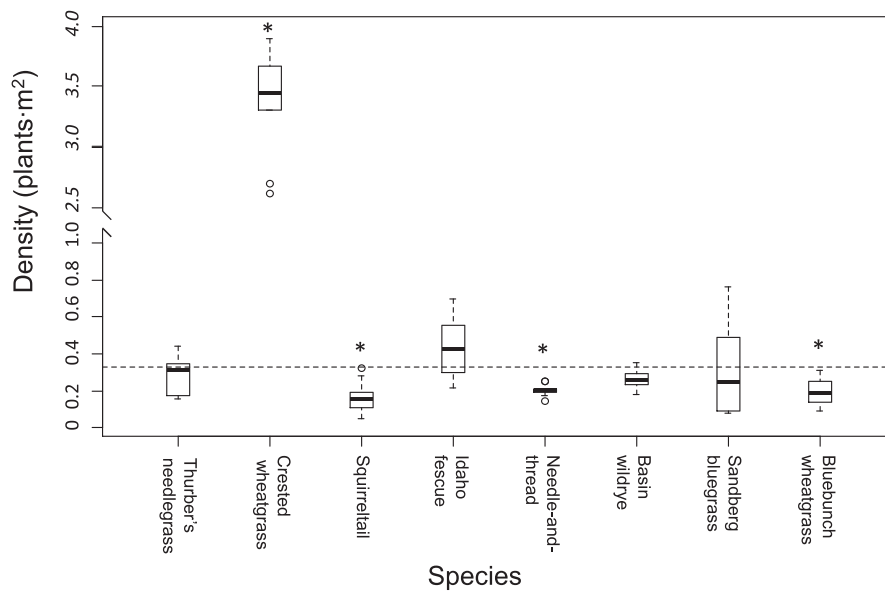 Density (plants·m²)
4.0
3.5
3.0
2.5
1.0
0.8
0.6
0.4
0.2
0
*
*
*
*
Thurber's
needlegrass
Crested
wheatgrass
Squirreltail
Idaho
fescue
Needle-and-
thread
Basin
wildrye
Sandberg
bluegrass
Bluebunch
wheatgrass
Species